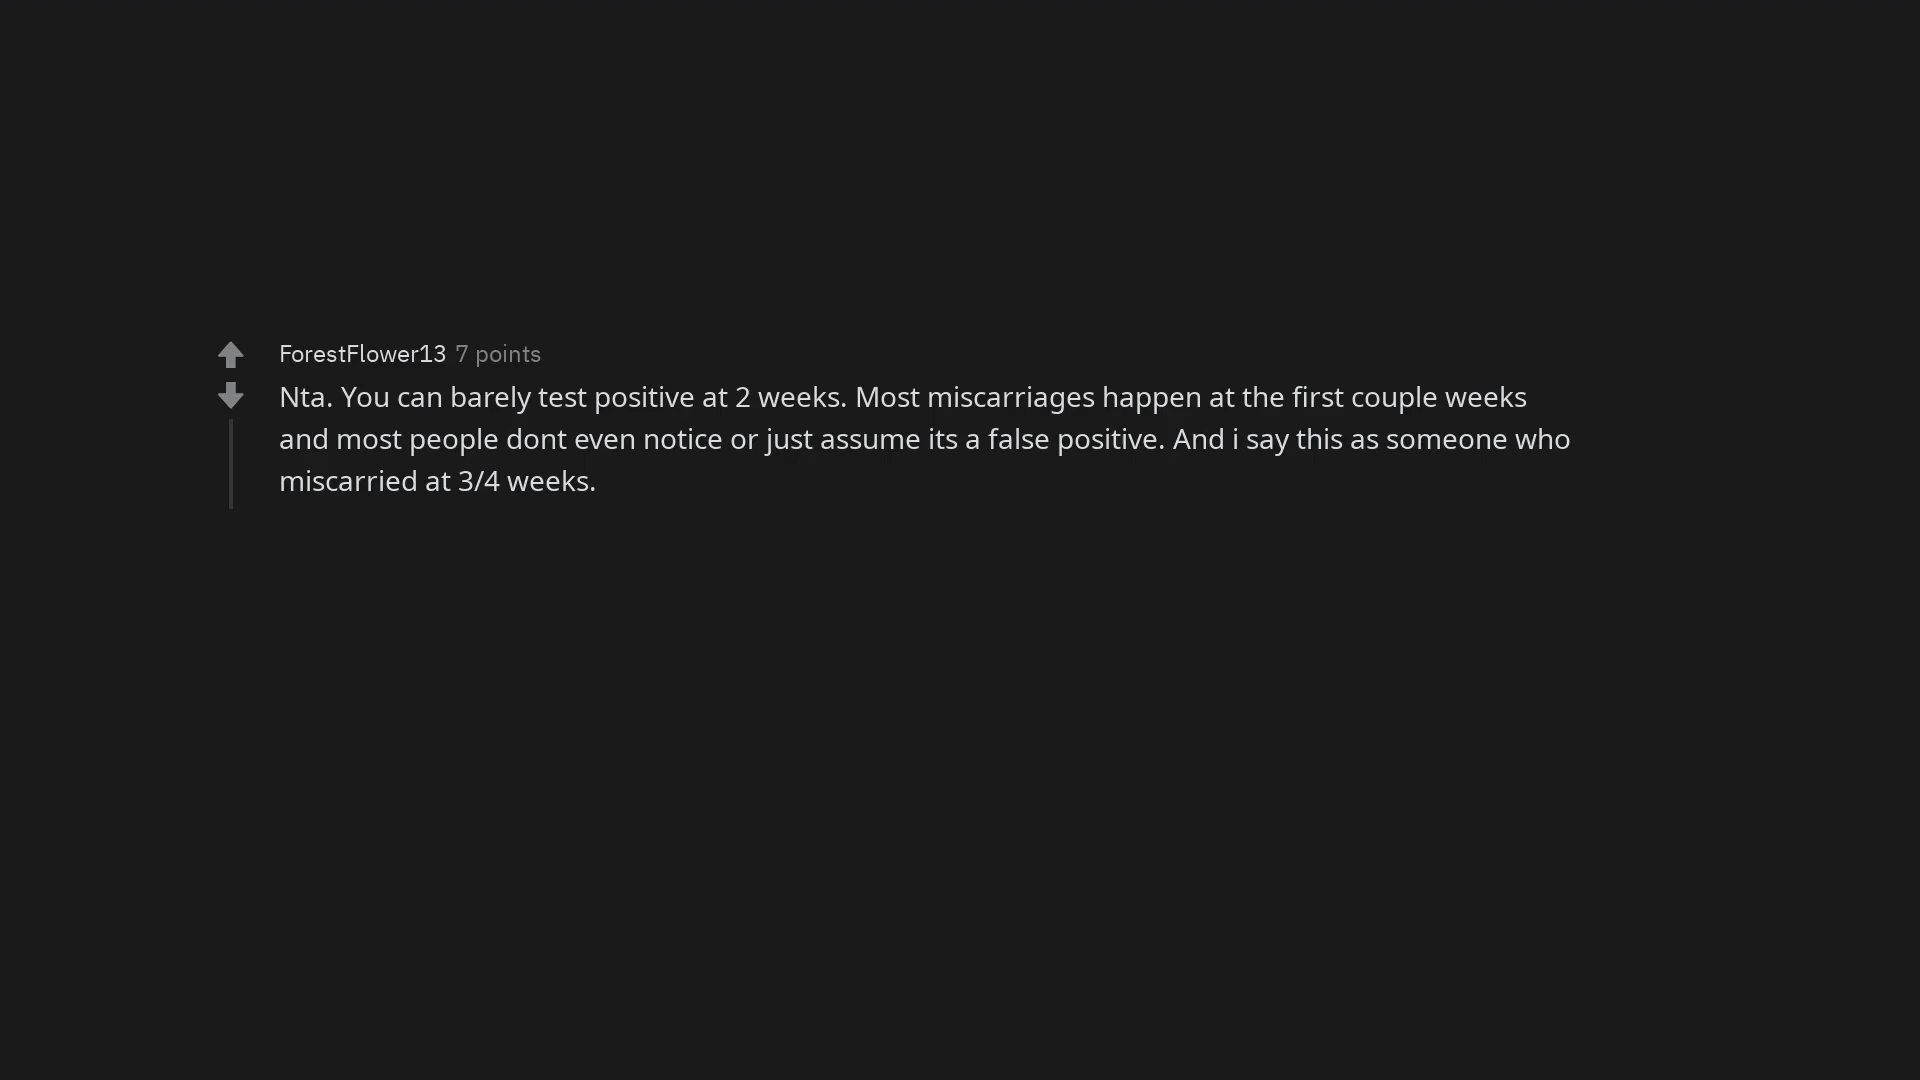 ForestFlower13 7 points
Nta. You can barely test positive at 2 weeks. Most miscarriages happen at the first couple weeks
and most people dont even notice or just assume its a false positive. And i say this as someone who
miscarried at 3/4 weeks.